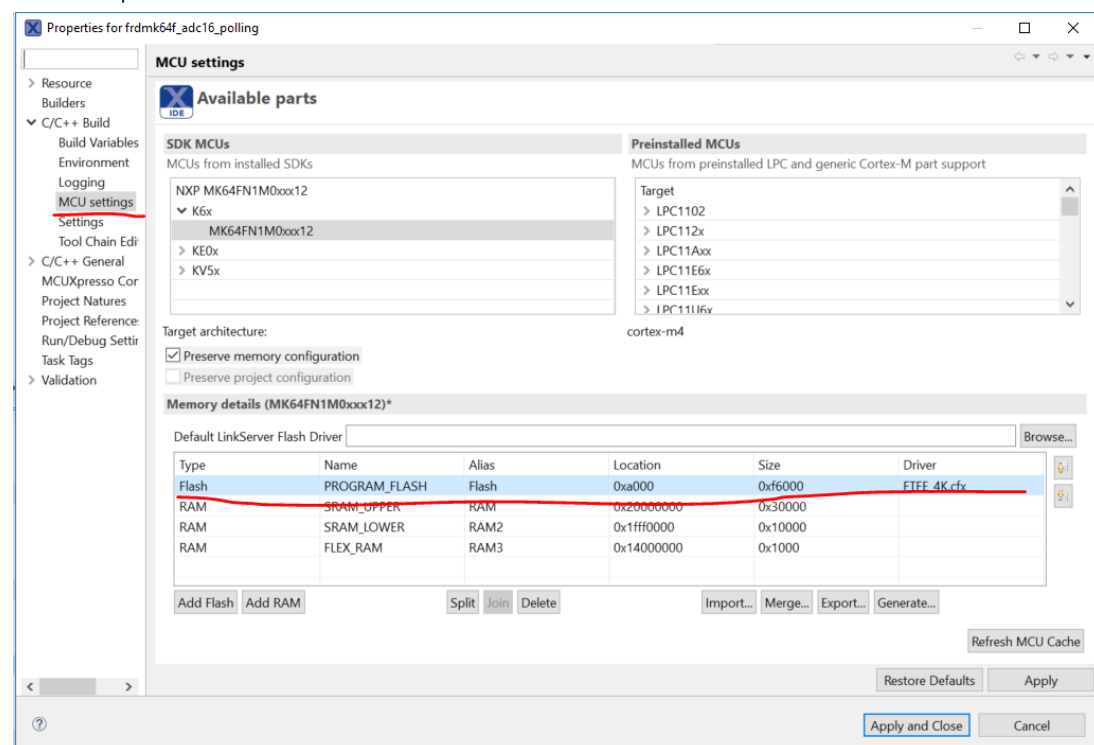 Properties for frdmk64f_adc16_polling
MCU settings
Resource
Builders
C/C++ Build
Build Variables
Environment
Logging
MCU settings
Settings
Tool Chain Edi
C/C++ General
MCUXpresso Cor
Project Natures
Project Reference
Run/Debug Settir
Task Tags
Validation
IDE
Available parts
SDK MCUs
MCUs from installed SDKs
NXP MK64FN1M0xxx12
K6x
MK64FN1M0xxx12
KE0x
KV5x
Preinstalled MCUs
MCUs from preinstalled LPC and generic Cortex-M part support
Target
LPC1102
LPC112x
LPC11Axx
LPC11E6x
LPC11Exx
LPC11U6x
Target architecture: cortex-m4
Preserve memory configuration
Preserve project configuration
Memory details (MK64FN1M0xxx12)*
Default LinkServer Flash Driver Browse...
Type Name Alias Location Size Driver
Flash PROGRAM_FLASH Flash 0xa000 0xf6000 FTFE_4K.cfx
RAM SRAM_UPPER RAM 0x20000000 0x30000
RAM SRAM_LOWER RAM2 0x1fff0000 0x10000
RAM FLEX_RAM RAM3 0x14000000 0x1000
Add Flash Add RAM Split Join Delete Import... Merge... Export... Generate...
Refresh MCU Cache
Restore Defaults Apply
Apply and Close Cancel